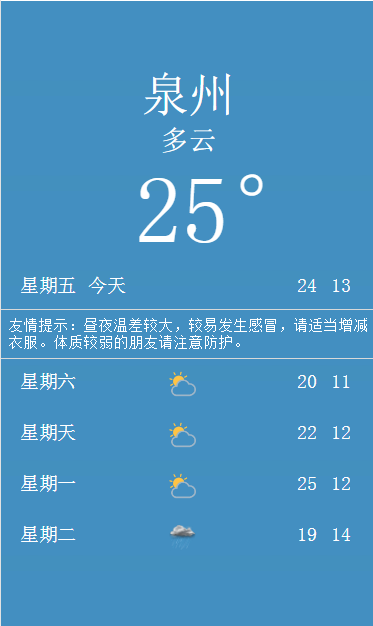 泉州
多云
25°
星期五 今天 24 13
友情提示：昼夜温差较大，较易发生感冒，请适当增减
衣服。体质较弱的朋友请注意防护。
星期六 20 11
星期天 22 12
星期一 25 12
星期二 19 14